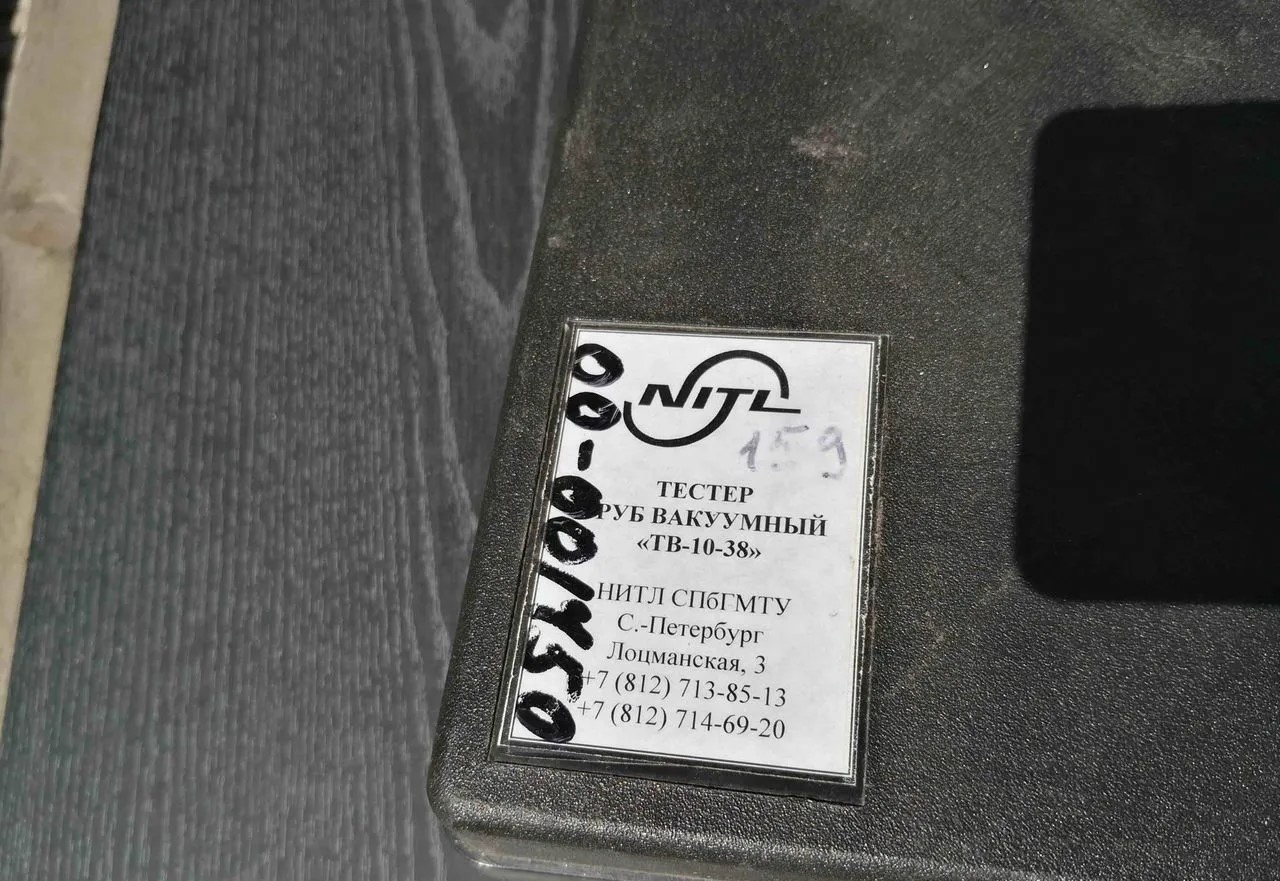 NITL
159
ТЕСТЕР
РУБ ВАКУУМНЫЙ
«ТВ-10-38»
НИТЛ СПбГМТУ
С.-Петербург
Лоцманская, 3
+7 (812) 713-85-13
+7 (812) 714-69-20
00-001450